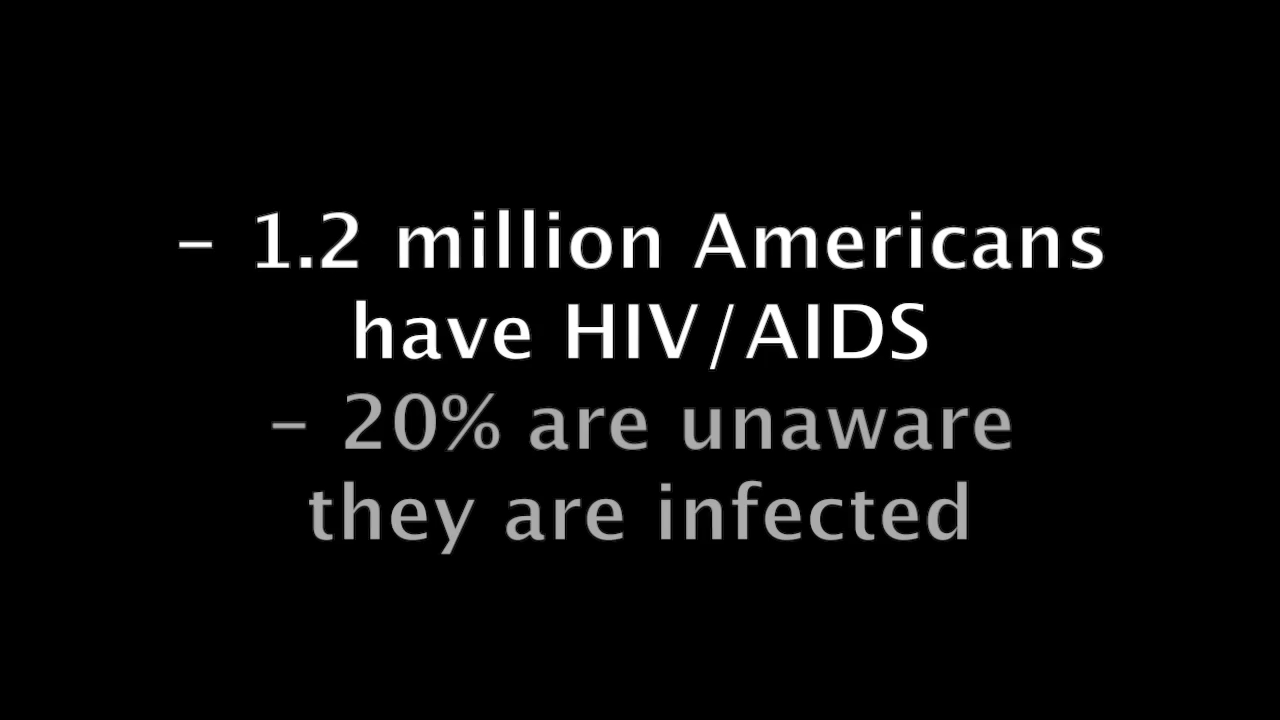 - 1.2 million Americans
have HIV/AIDS
- 20% are unaware
they are infected